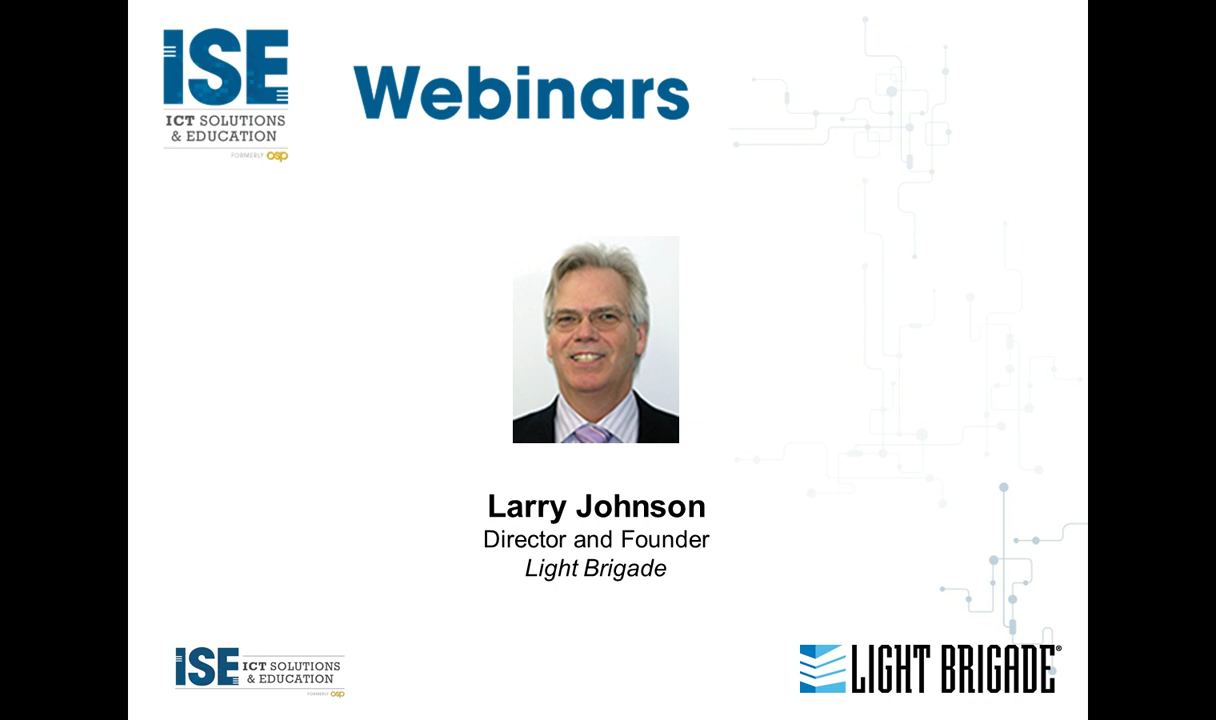 ISE
ICT SOLUTIONS
& EDUCATION
FORMERLY osp
Webinars
Larry Johnson
Director and Founder
Light Brigade
ISE ICT SOLUTIONS
& EDUCATION
FORMERLY osp
LIGHT BRIGADE®